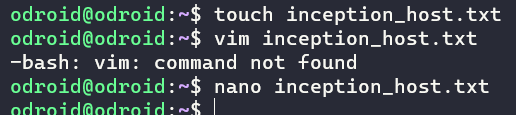 odroid@odroid:~$ touch inception_host.txt
odroid@odroid:~$ vim inception_host.txt
-bash: vim: command not found
odroid@odroid:~$ nano inception_host.txt
odroid@odroid:~$